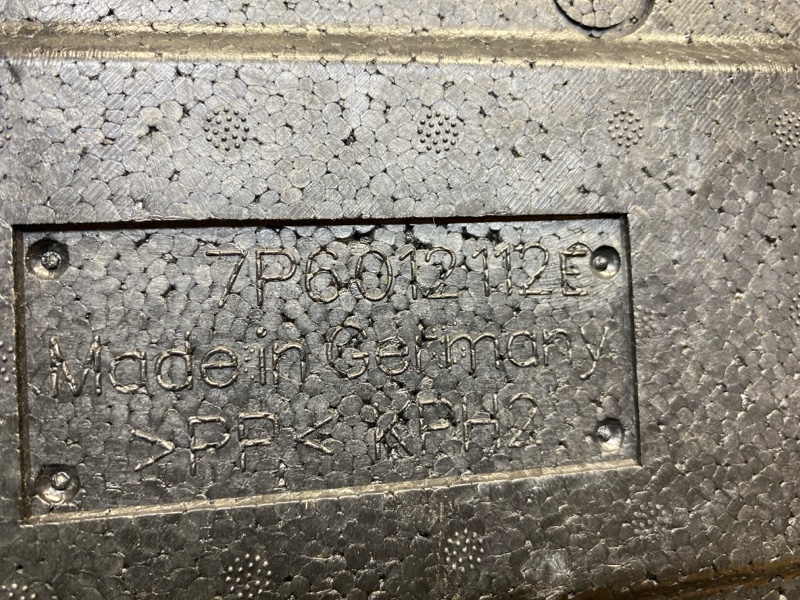 7P6012112E
Made in Germany
>PP< KPH2